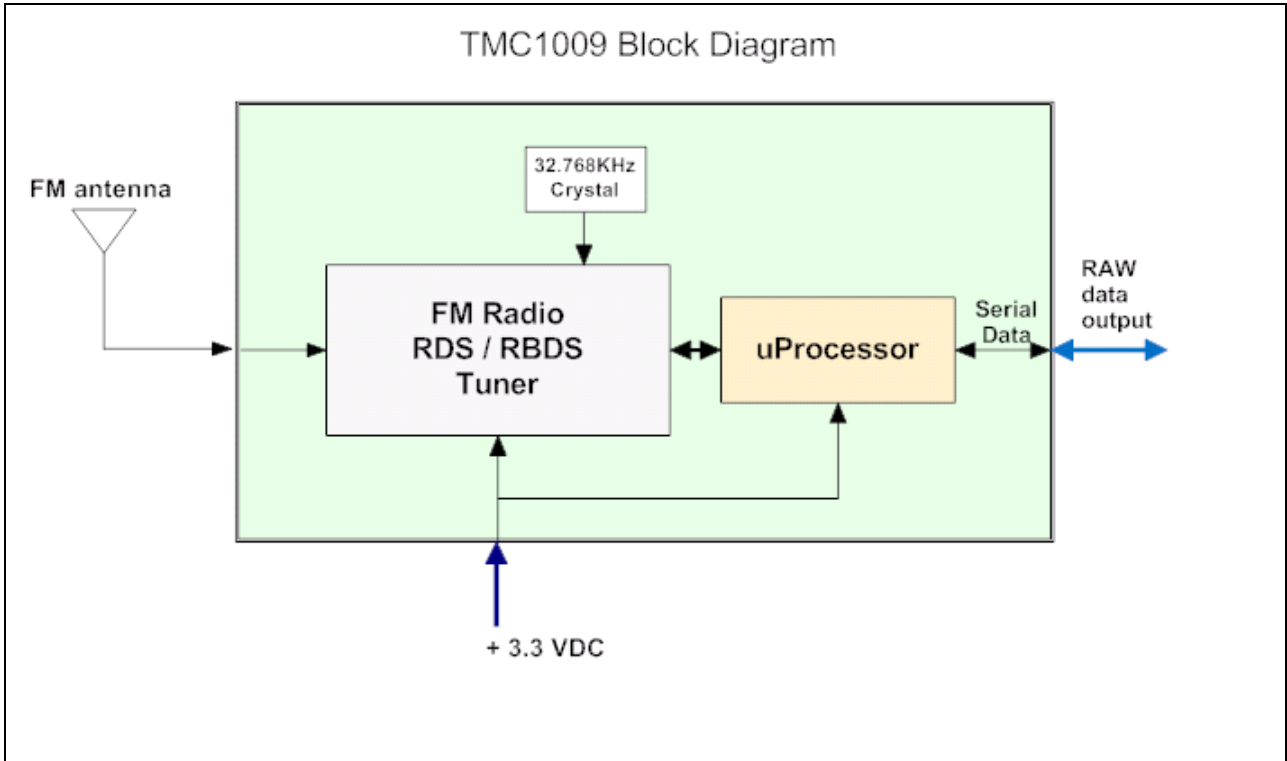 TMC1009 Block Diagram
32.768KHz
Crystal
FM antenna
FM Radio
RDS / RBDS
Tuner
uProcessor
Serial
Data
RAW
data
output
+ 3.3 VDC